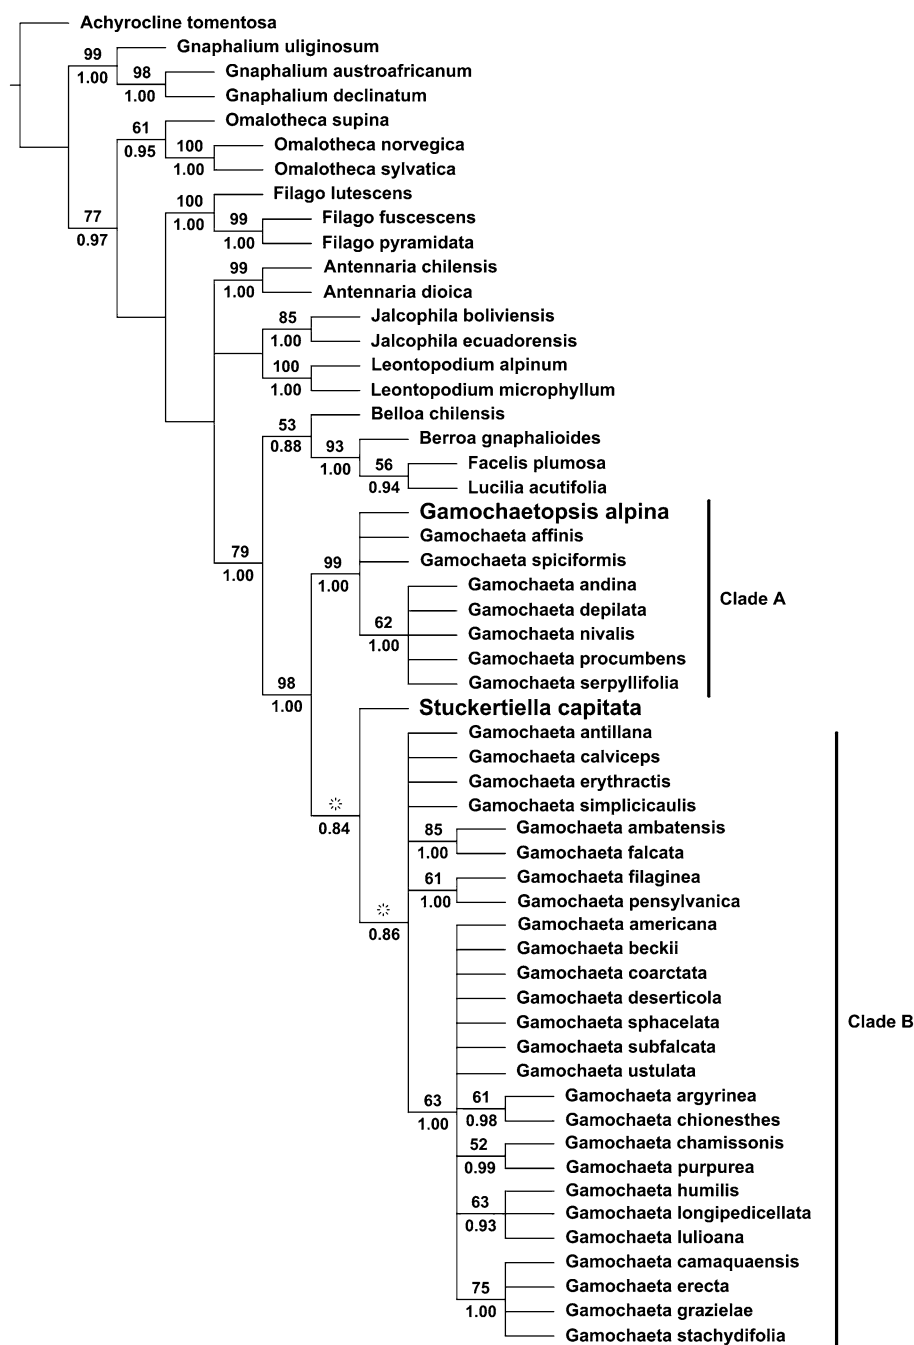 Achyrocline tomentosa
Gnaphalium uliginosum
99
1.00
98
1.00
Gnaphalium austroafricanum
Gnaphalium declinatum
Omalotheca supina
61
0.95
100
1.00
Omalotheca norvegica
Omalotheca sylvatica
77
0.97
Filago lutescens
100
1.00
99
1.00
Filago fuscescens
Filago pyramidata
99
1.00
Antennaria chilensis
Antennaria dioica
85
1.00
Jalcophila boliviensis
Jalcophila ecuadorensis
100
1.00
Leontopodium alpinum
Leontopodium microphyllum
Belloa chilensis
53
0.88
93
1.00
Berroa gnaphalioides
56
0.94
Facelis plumosa
Lucilia acutifolia
79
1.00
Gamochaetopsis alpina
Gamochaeta affinis
Gamochaeta spiciformis
99
1.00
Gamochaeta andina
Gamochaeta depilata
Gamochaeta nivalis
Gamochaeta procumbens
Gamochaeta serpyllifolia
62
1.00
Clade A
98
1.00
Stuckertiella capitata
0.84
Gamochaeta antillana
Gamochaeta calviceps
Gamochaeta erythractis
Gamochaeta simplicicaulis
85
1.00
Gamochaeta ambatensis
Gamochaeta falcata
61
1.00
Gamochaeta filaginea
Gamochaeta pensylvanica
0.86
Gamochaeta americana
Gamochaeta beckii
Gamochaeta coarctata
Gamochaeta deserticola
Gamochaeta sphacelata
Gamochaeta subfalcata
Gamochaeta ustulata
Clade B
63
1.00
61
0.98
Gamochaeta argyrinea
Gamochaeta chionesthes
52
0.99
Gamochaeta chamissonis
Gamochaeta purpurea
63
0.93
Gamochaeta humilis
Gamochaeta longipedicellata
Gamochaeta lulioana
75
1.00
Gamochaeta camaquaensis
Gamochaeta erecta
Gamochaeta grazielae
Gamochaeta stachydifolia